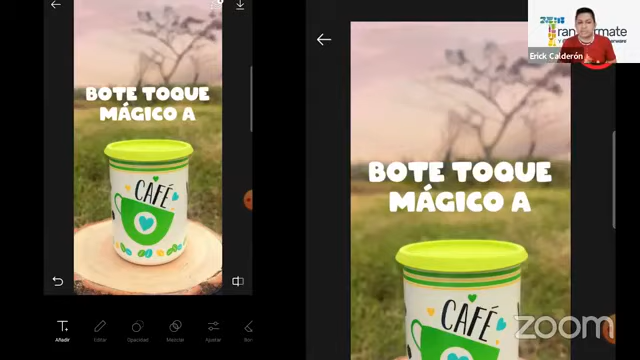 BOTE TOQUE
MÁGICO A
CAFÉ
Añadir
Editar
Opacidad
Mezclar
Ajustar
BOTE TOQUE
MÁGICO A
CAFÉ
Erick Calderón
zoom